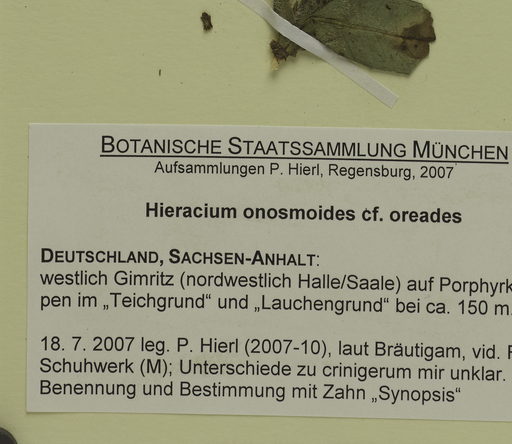 BOTANISCHE STAATSSAMMLUNG MÜNCHEN
Aufsammlungen P. Hierl, Regensburg, 2007
Hieracium onosmoides cf. oreades
DEUTSCHLAND, SACHSEN-ANHALT:
westlich Gimritz (nordwestlich Halle/Saale) auf Porphyrk
pen im „Teichgrund“ und „Lauchengrund“ bei ca. 150 m.
18. 7. 2007 leg. P. Hierl (2007-10), laut Bräutigam, vid. F
Schuhwerk (M); Unterschiede zu crinigerum mir unklar.
Benennung und Bestimmung mit Zahn „Synopsis“